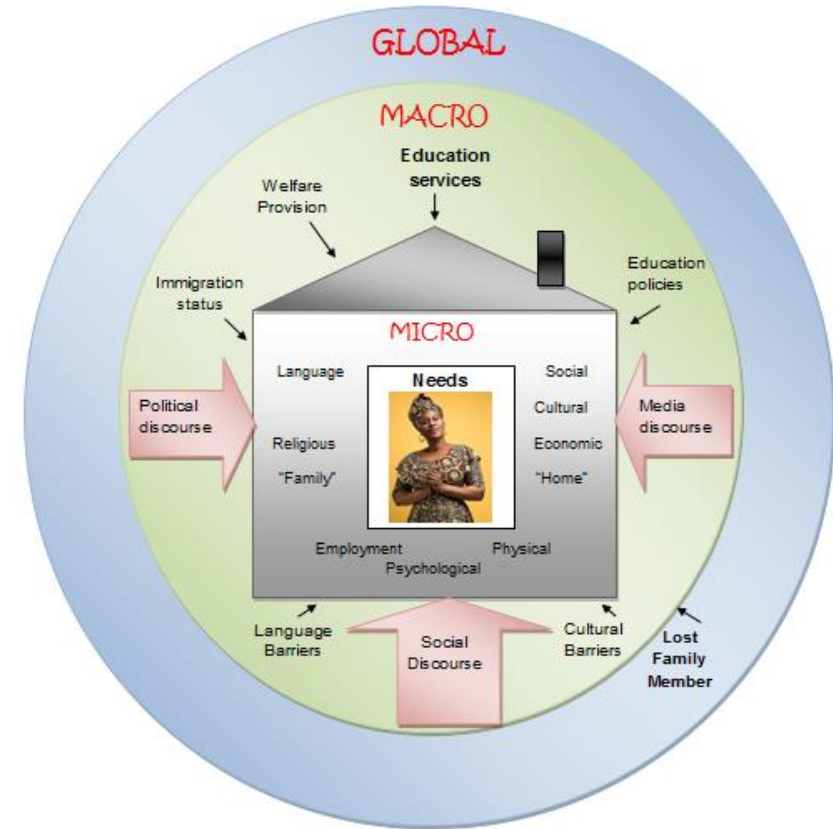 GLOBAL
MACRO
Education
services
Welfare
Provision
Immigration
status
Education
policies
MICRO
Language
Needs
Social
Cultural
Political
discourse
Media
discourse
Religious
Economic
"Family"
"Home"
Employment
Physical
Psychological
Language
Barriers
Social
Discourse
Cultural
Barriers
Lost
Family
Member